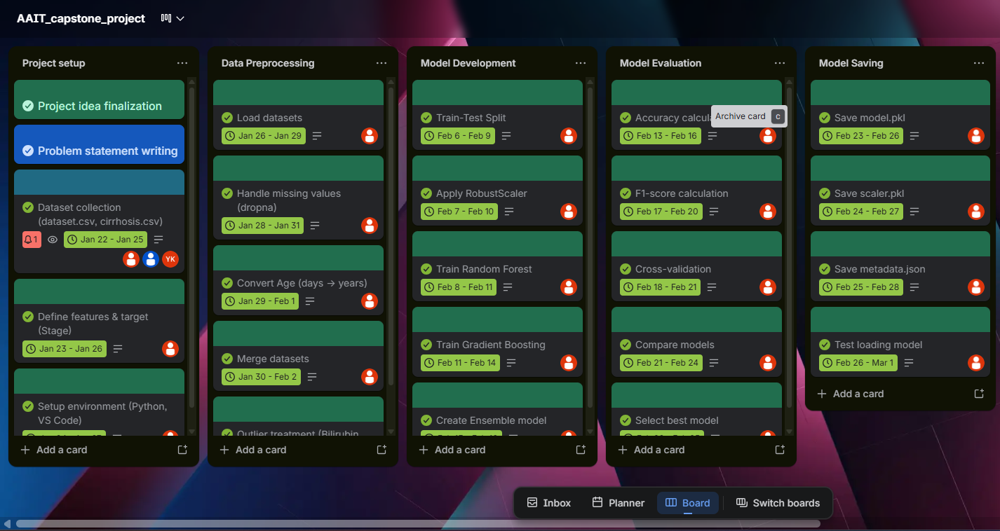 AAIT_capstone_project
Project setup
Project idea finalization
Problem statement writing
Dataset collection
(dataset.csv, cirrhosis.csv)
1
Jan 22 - Jan 25
YK
Define features & target
(Stage)
Jan 23 - Jan 26
Setup environment (Python,
VS Code)
Add a card
Data Preprocessing
Load datasets
Jan 26 - Jan 29
Handle missing values
(dropna)
Jan 28 - Jan 31
Convert Age (days → years)
Jan 29 - Feb 1
Merge datasets
Jan 30 - Feb 2
Outlier treatment (Bilirubin,
Add a card
Model Development
Train-Test Split
Feb 6 - Feb 9
Apply RobustScaler
Feb 7 - Feb 10
Train Random Forest
Feb 8 - Feb 11
Train Gradient Boosting
Feb 11 - Feb 14
Create Ensemble model
Add a card
Model Evaluation
Accuracy calcula
Archive card C
Feb 13 - Feb 16
F1-score calculation
Feb 17 - Feb 20
Cross-validation
Feb 18 - Feb 21
Compare models
Feb 21 - Feb 24
Select best model
Add a card
Model Saving
Save model.pkl
Feb 23 - Feb 26
Save scaler.pkl
Feb 24 - Feb 27
Save metadata.json
Feb 25 - Feb 28
Test loading model
Feb 26 - Mar 1
Add a card
Inbox
Planner
Board
Switch boards